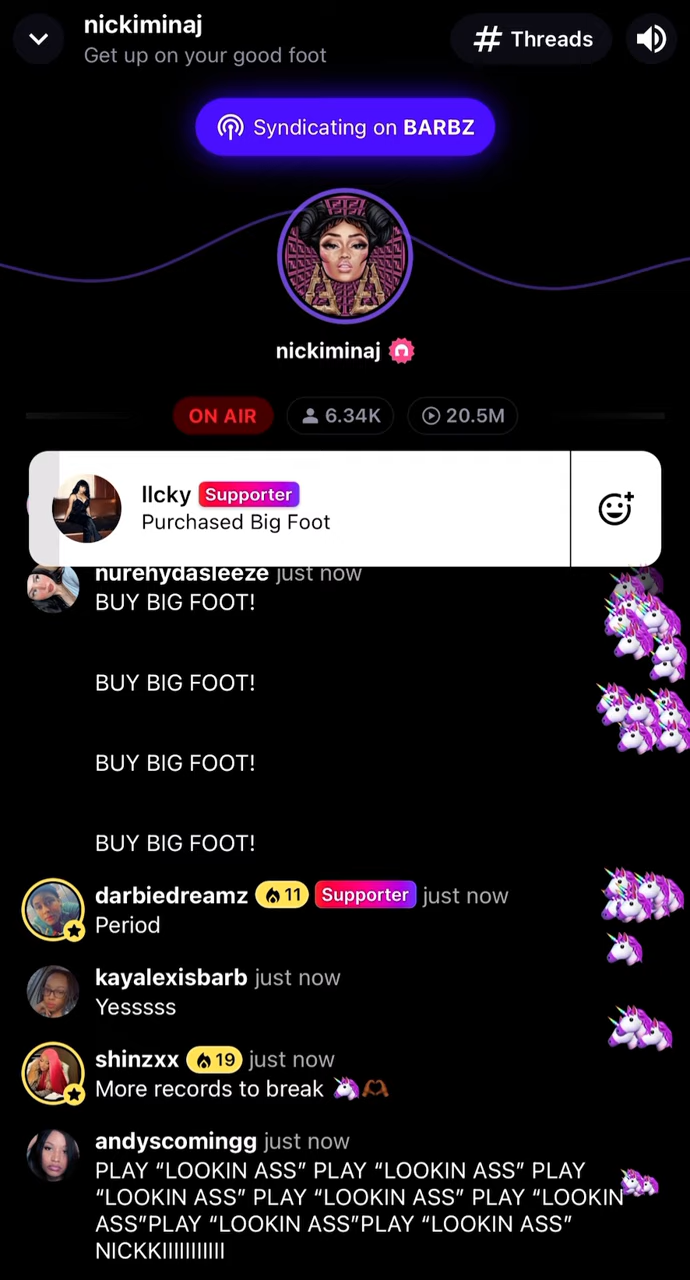 nickiminaj
Get up on your good foot
# Threads
Syndicating on BARBZ
nickiminaj
ON AIR
6.34K
20.5M
llcky Supporter
Purchased Big Foot
nurehydasleeze just now
BUY BIG FOOT!
BUY BIG FOOT!
BUY BIG FOOT!
BUY BIG FOOT!
darbiedreamz 11 Supporter just now
Period
kayalexisbarb just now
Yesssss
shinzxx 19 just now
More records to break 🦄🫶🏾
andyscomingg just now
PLAY “LOOKIN ASS” PLAY “LOOKIN ASS” PLAY
“LOOKIN ASS” PLAY “LOOKIN ASS” PLAY “LOOKIN
ASS”PLAY “LOOKIN ASS”PLAY “LOOKIN ASS”
NICKKIIIIIIIIIII